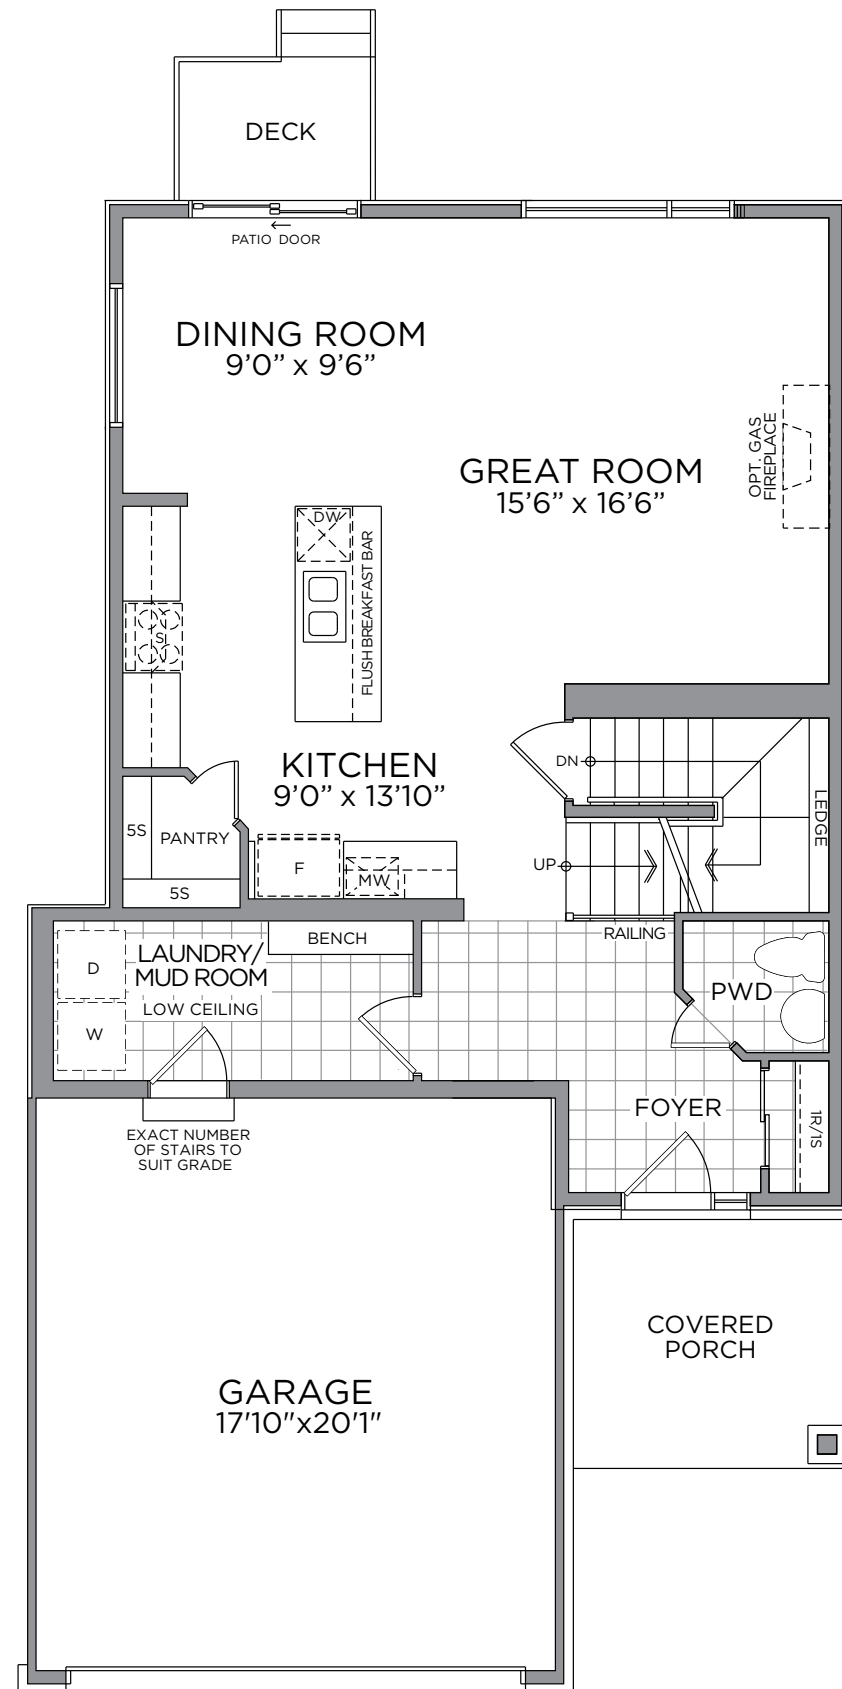 DECK
PATIO DOOR
DINING ROOM
9'0" x 9'6"
GREAT ROOM
15'6" x 16'6"
OPT. GAS
FIREPLACE
DW
FLUSH BREAKFAST BAR
S
KITCHEN
9'0" x 13'10"
DN
LEDGE
5S
PANTRY
5S
F
MW
UP
RAILING
BENCH
LAUNDRY/
MUD ROOM
LOW CEILING
D
W
PWD
FOYER
1R/1S
EXACT NUMBER
OF STAIRS TO
SUIT GRADE
COVERED
PORCH
GARAGE
17'10"x20'1"